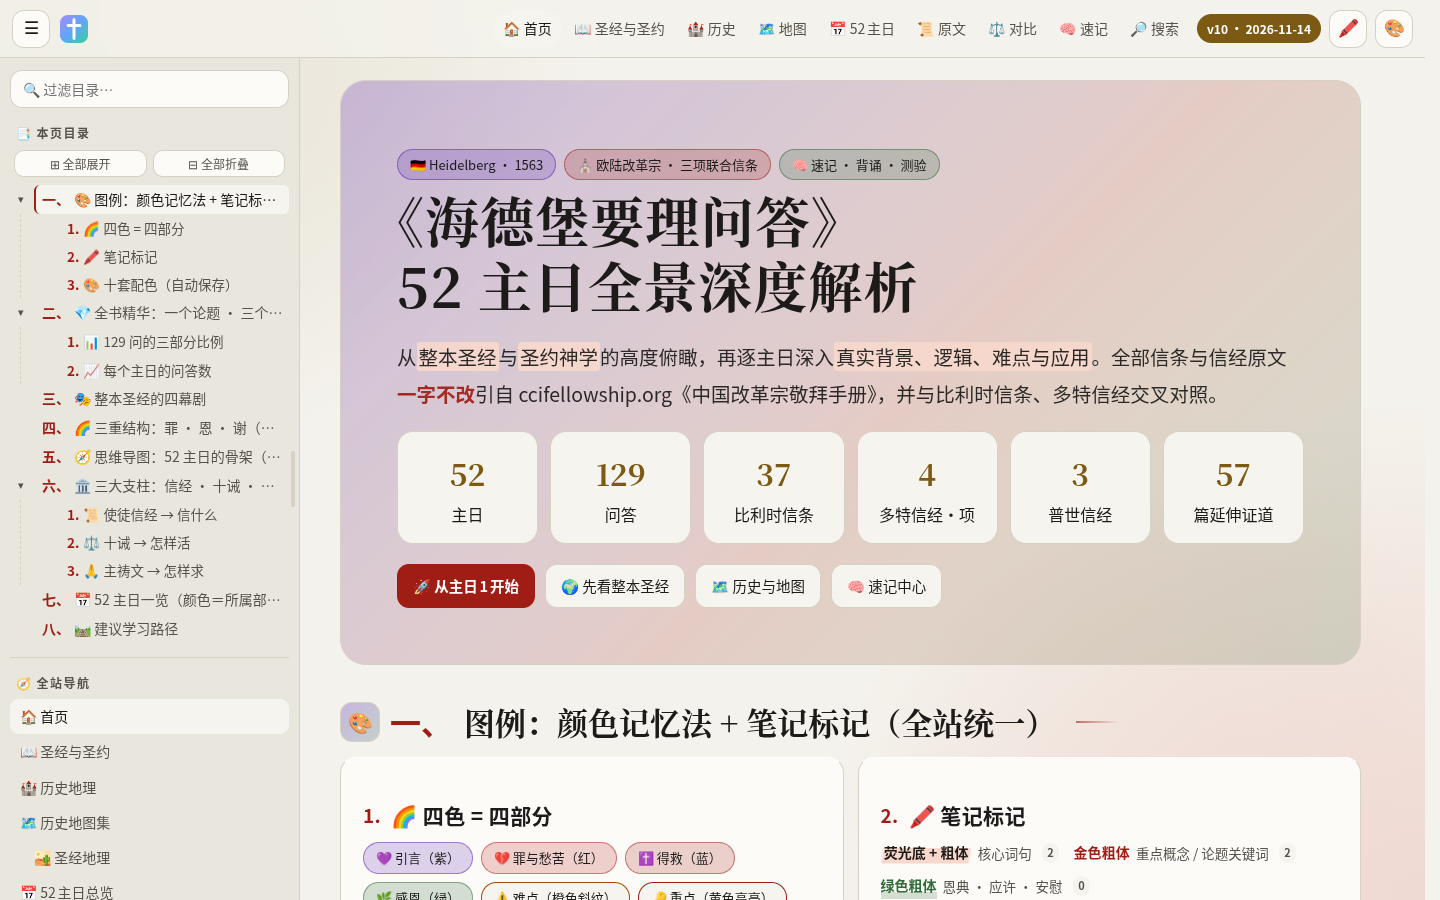 ☰ 🏠 首页 📖 圣经与圣约 🏰 历史 🗺️ 地图 📅 52 主日 📜 原文 ⚖️ 对比 🧠 速记 🔎 搜索 v10 · 2026-11-14
🔍 过滤目录…
📑 本页目录
⊞ 全部展开 ⊟ 全部折叠
一、 🎨 图例：颜色记忆法 + 笔记标…
1. 🌈 四色 = 四部分
2. 🖍️ 笔记标记
3. 🎨 十套配色（自动保存）
二、 💎 全书精华：一个论题 · 三个…
1. 📊 129 问的三部分比例
2. 📈 每个主日的问答数
三、 🎭 整本圣经的四幕剧
四、 🌈 三重结构：罪 · 恩 · 谢（…
五、 🧭 思维导图：52 主日的骨架（…
六、 🏛️ 三大支柱：信经 · 十诫 · …
1. 📜 使徒信经 → 信什么
2. ⚖️ 十诫 → 怎样活
3. 🙏 主祷文 → 怎样求
七、 📅 52 主日一览（颜色＝所属部…
八、 🛤️ 建议学习路径
🧭 全站导航
🏠 首页
📖 圣经与圣约
🏰 历史地理
🗺️ 历史地图集
🏜️ 圣经地理
📅 52 主日总览
🇩🇪 Heidelberg · 1563 ⛪ 欧陆改革宗 · 三项联合信条 🧠 速记 · 背诵 · 测验
《海德堡要理问答》
52 主日全景深度解析
从整本圣经与圣约神学的高度俯瞰，再逐主日深入真实背景、逻辑、难点与应用。全部信条与信经原文
一字不改引自 ccifellowship.org《中国改革宗敬拜手册》，并与比利时信条、多特信经交叉对照。
52 129 37 4 3 57
主日 问答 比利时信条 多特信经·项 普世信经 篇延伸证道
🚀 从主日 1 开始 🌍 先看整本圣经 🗺️ 历史与地图 🧠 速记中心
🎨 一、 图例：颜色记忆法 + 笔记标记（全站统一）
1. 🌈 四色 = 四部分
💜 引言（紫） 💔 罪与愁苦（红） ✝️ 得救（蓝）
🌿 感恩（绿） ⚠️ 难点（橙色斜纹） 🔑 重点（黄色高亮）
2. 🖍️ 笔记标记
荧光底 + 粗体 核心词句 2 金色粗体 重点概念 / 论题关键词 2
绿色粗体 恩典 · 应许 · 安慰 0